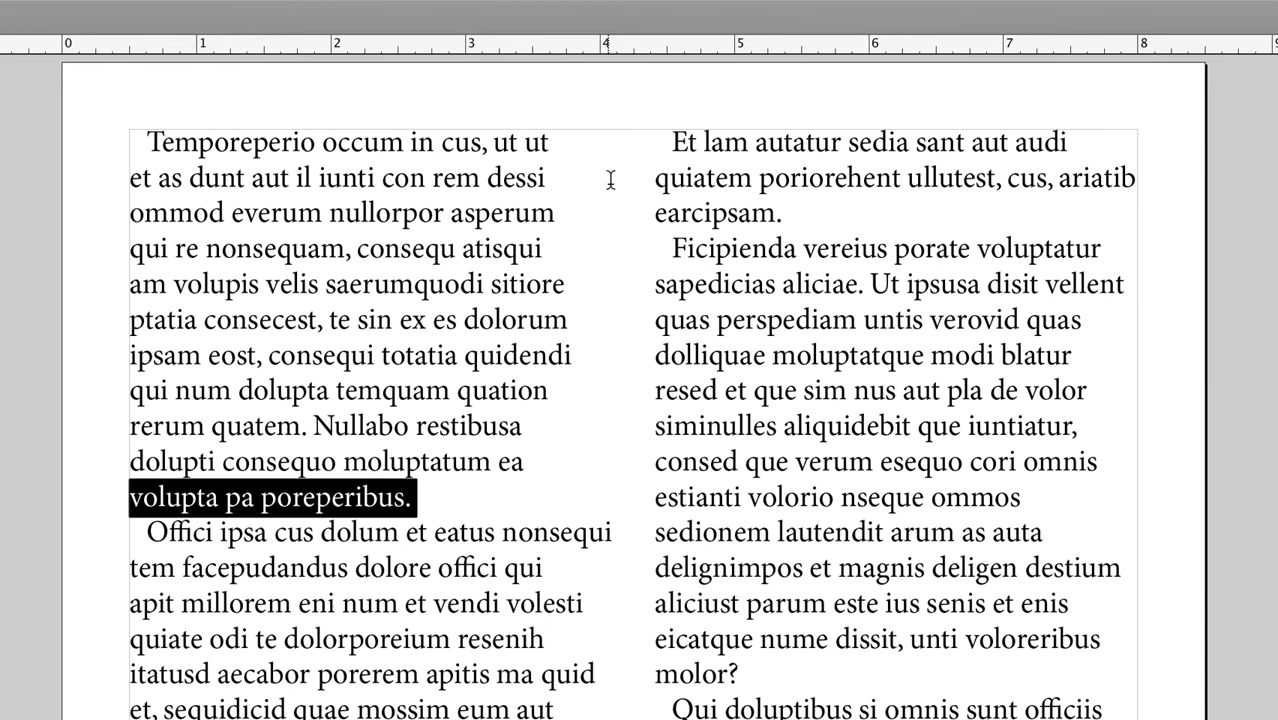 0 1 2 3 4 5 6 7 8
Temporeperio occum in cus, ut ut
et as dunt aut il iunti con rem dessi
ommod everum nullorpor asperum
qui re nonsequam, consequ atisqui
am volupis velis saerumquodi sitiore
ptatia consecest, te sin ex es dolorum
ipsam eost, consequi totatia quidendi
qui num dolupta temquam quation
rerum quatem. Nullabo restibusa
dolupti consequo moluptatum ea
volupta pa poreperibus.
Offici ipsa cus dolum et eatus nonsequi
tem facepudandus dolore offici qui
apit millorem eni num et vendi volesti
quiate odi te dolorporeium resenih
itatusd aecabor porerem apitis ma quid
et, sequidicid quae mossim eum aut
Et lam autatur sedia sant aut audi
quiatem poriorehent ullutest, cus, ariatib
earcipsam.
Ficipienda vereius porate voluptatur
sapedicias aliciae. Ut ipsusa disit vellent
quas perspediam untis verovid quas
dolliquae moluptatque modi blatur
resed et que sim nus aut pla de volor
siminulles aliquidebit que iuntiatur,
consed que verum esequo cori omnis
estianti volorio nseque ommos
sedionem lautendit arum as auta
delignimpos et magnis deligen destium
aliciust parum este ius senis et enis
eicatque nume dissit, unti voloreribus
molor?
Qui doluptibus si omnis sunt officiis